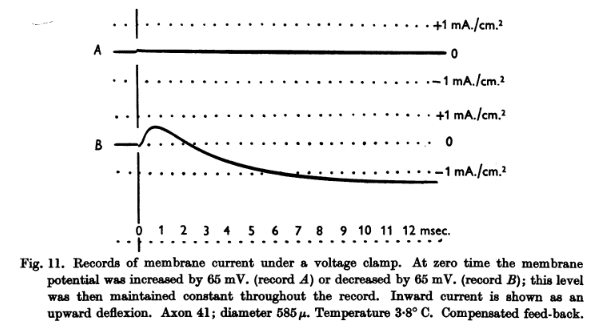 +1 mA./cm.²
A
0
−1 mA./cm.²
+1 mA./cm.²
B
0
−1 mA./cm.²
0 1 2 3 4 5 6 7 8 9 10 11 12 msec.
Fig. 11. Records of membrane current under a voltage clamp. At zero time the membrane
potential was increased by 65 mV. (record A) or decreased by 65 mV. (record B); this level
was then maintained constant throughout the record. Inward current is shown as an
upward deflexion. Axon 41; diameter 585μ. Temperature 3·8° C. Compensated feed-back.